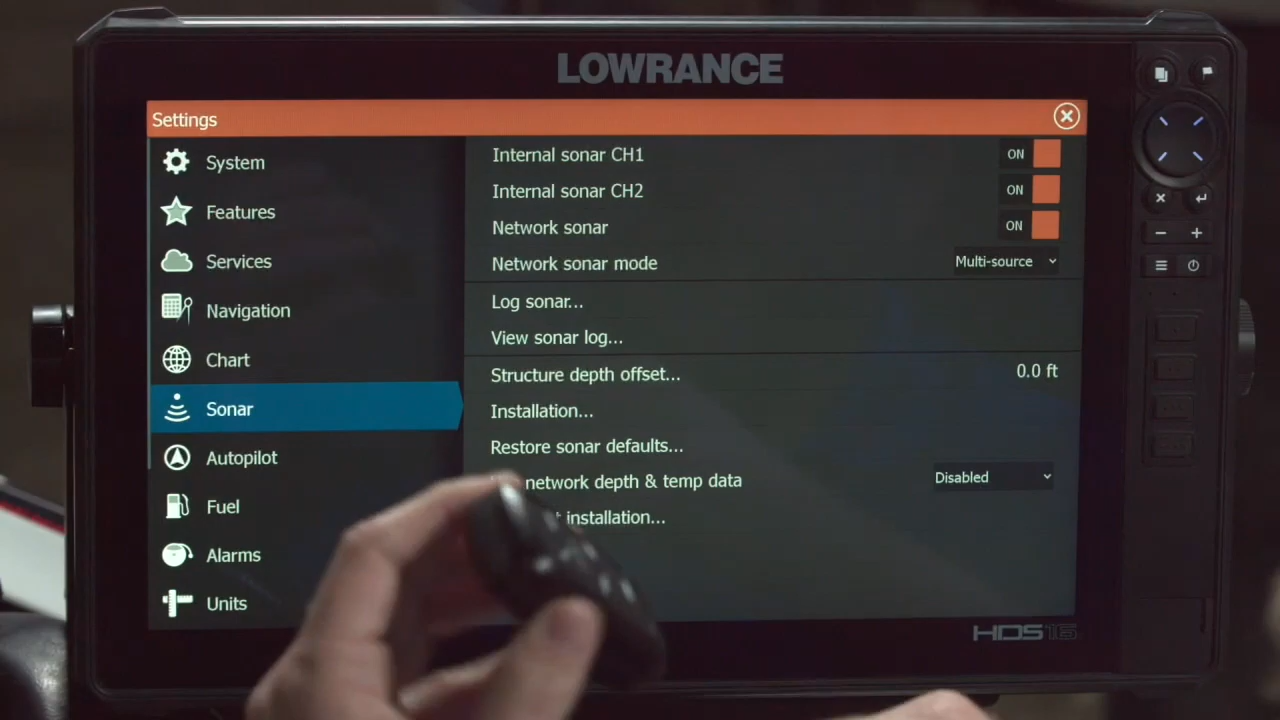 LOWRANCE
Settings
System
Features
Services
Navigation
Chart
Sonar
Autopilot
Fuel
Alarms
Units
Internal sonar CH1 ON
Internal sonar CH2 ON
Network sonar ON
Network sonar mode Multi-source
Log sonar...
View sonar log...
Structure depth offset... 0.0 ft
Installation...
Restore sonar defaults...
network depth & temp data Disabled
installation...
HDS16